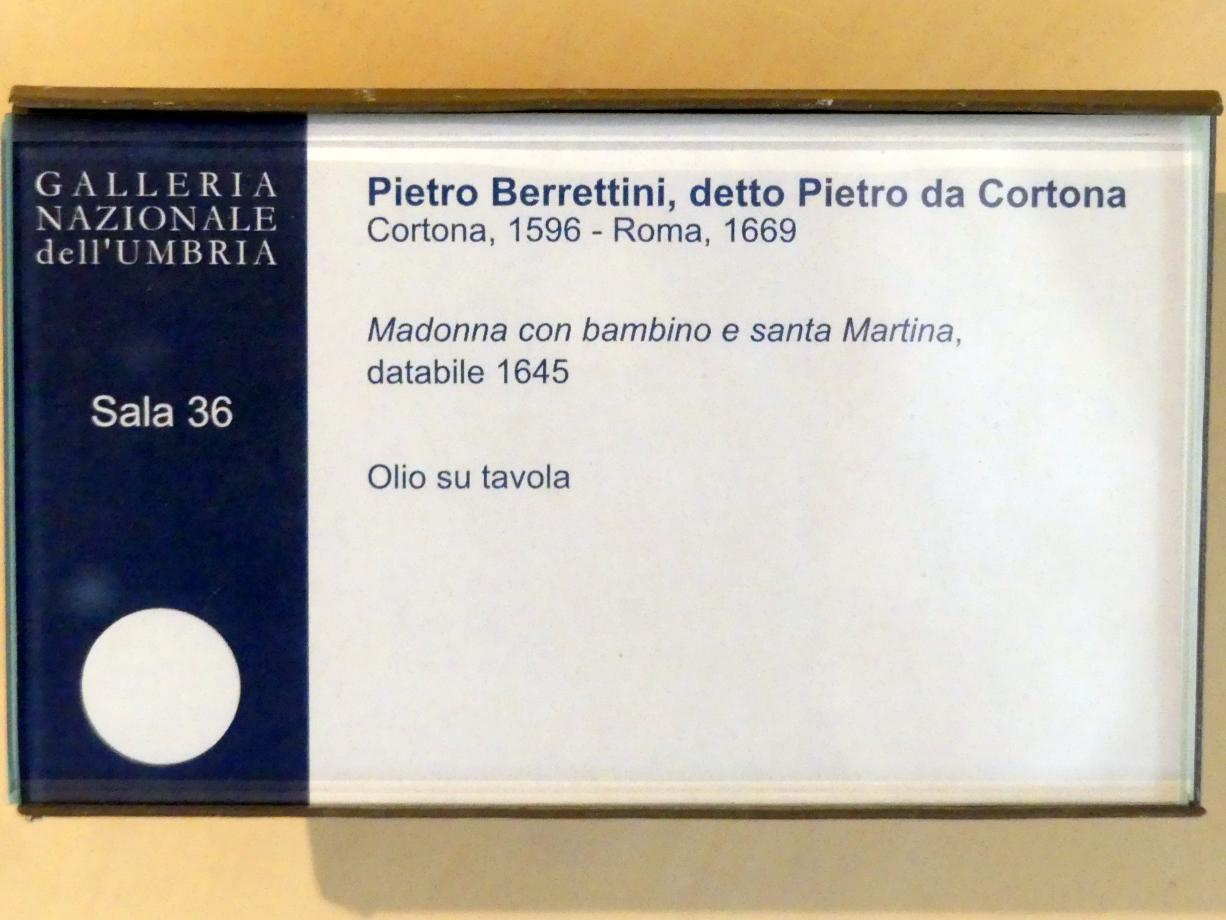 GALLERIA
NAZIONALE
dell'UMBRIA
Sala 36
Pietro Berrettini, detto Pietro da Cortona
Cortona, 1596 - Roma, 1669
Madonna con bambino e santa Martina,
databile 1645
Olio su tavola